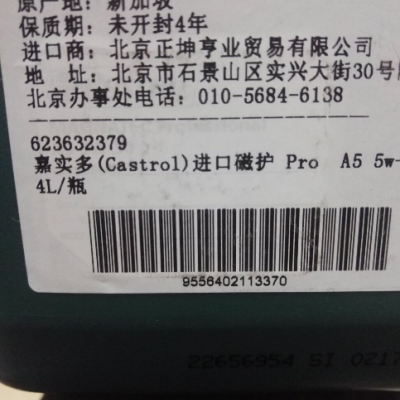 原产地: 新加坡
保质期: 未开封4年
进口商: 北京正坤亨业贸易有限公司
地 址: 北京市石景山区实兴大街30号
北京办事处电话: 010-5684-6138
623632379
嘉实多(Castrol)进口磁护 Pro A5 5w-
4L/瓶
9556402113370
22656954 SI 0217